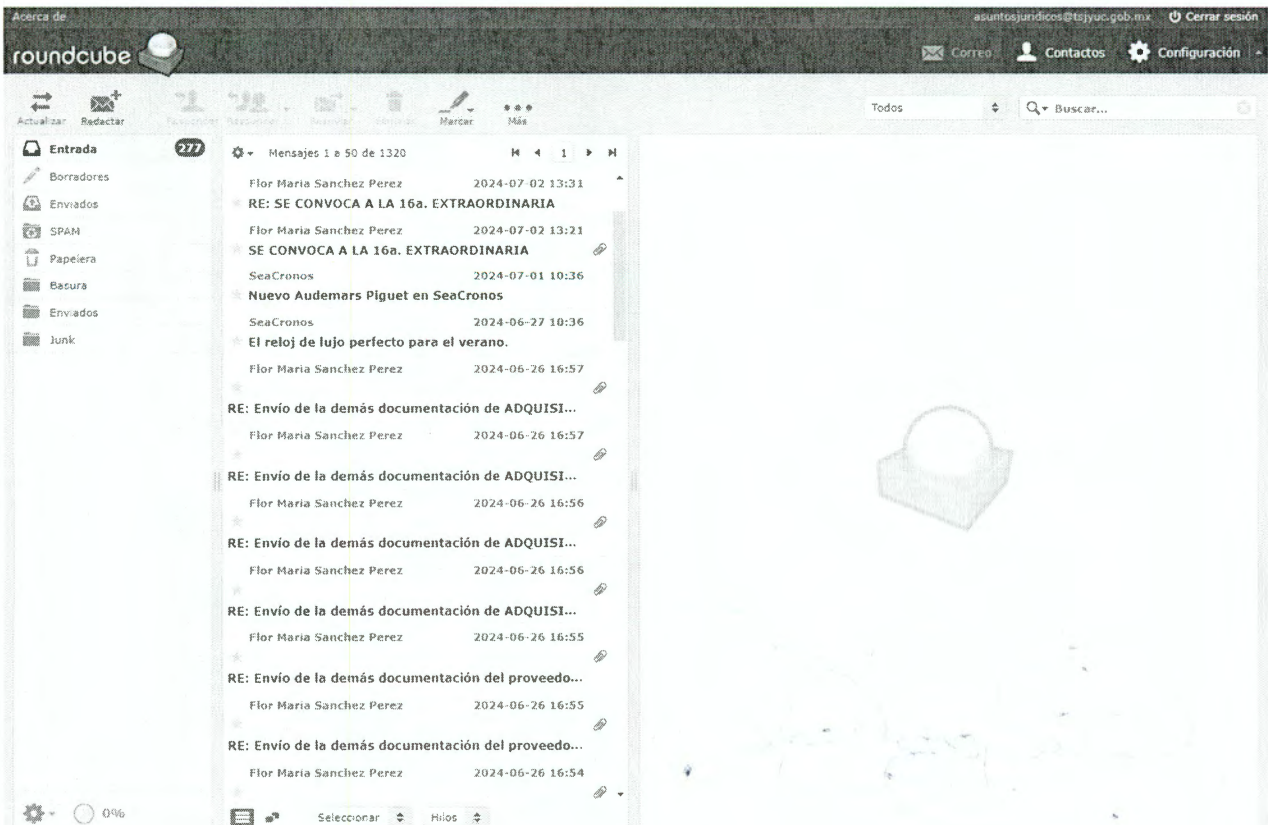 Acerca de
asuntosjuridicos@tsjyuc.gob.mx Cerrar sesión
roundcube
Correo Contactos Configuración
Actualizar Redactar Responder Marcar Más
Todos Buscar...
Entrada 277
Borradores
Enviados
SPAM
Papelera
Basura
Enviados
Junk
Mensajes 1 a 50 de 1320 1
Flor Maria Sanchez Perez 2024-07-02 13:31
RE: SE CONVOCA A LA 16a. EXTRAORDINARIA
Flor Maria Sanchez Perez 2024-07-02 13:21
SE CONVOCA A LA 16a. EXTRAORDINARIA
SeaCronos 2024-07-01 10:36
Nuevo Audemars Piguet en SeaCronos
SeaCronos 2024-06-27 10:36
El reloj de lujo perfecto para el verano.
Flor Maria Sanchez Perez 2024-06-26 16:57
RE: Envío de la demás documentación de ADQUISI...
Flor Maria Sanchez Perez 2024-06-26 16:57
RE: Envío de la demás documentación de ADQUISI...
Flor Maria Sanchez Perez 2024-06-26 16:56
RE: Envío de la demás documentación de ADQUISI...
Flor Maria Sanchez Perez 2024-06-26 16:56
RE: Envío de la demás documentación de ADQUISI...
Flor Maria Sanchez Perez 2024-06-26 16:55
RE: Envío de la demás documentación del proveedo...
Flor Maria Sanchez Perez 2024-06-26 16:55
RE: Envío de la demás documentación del proveedo...
Flor Maria Sanchez Perez 2024-06-26 16:54
0%
Seleccionar Hilos